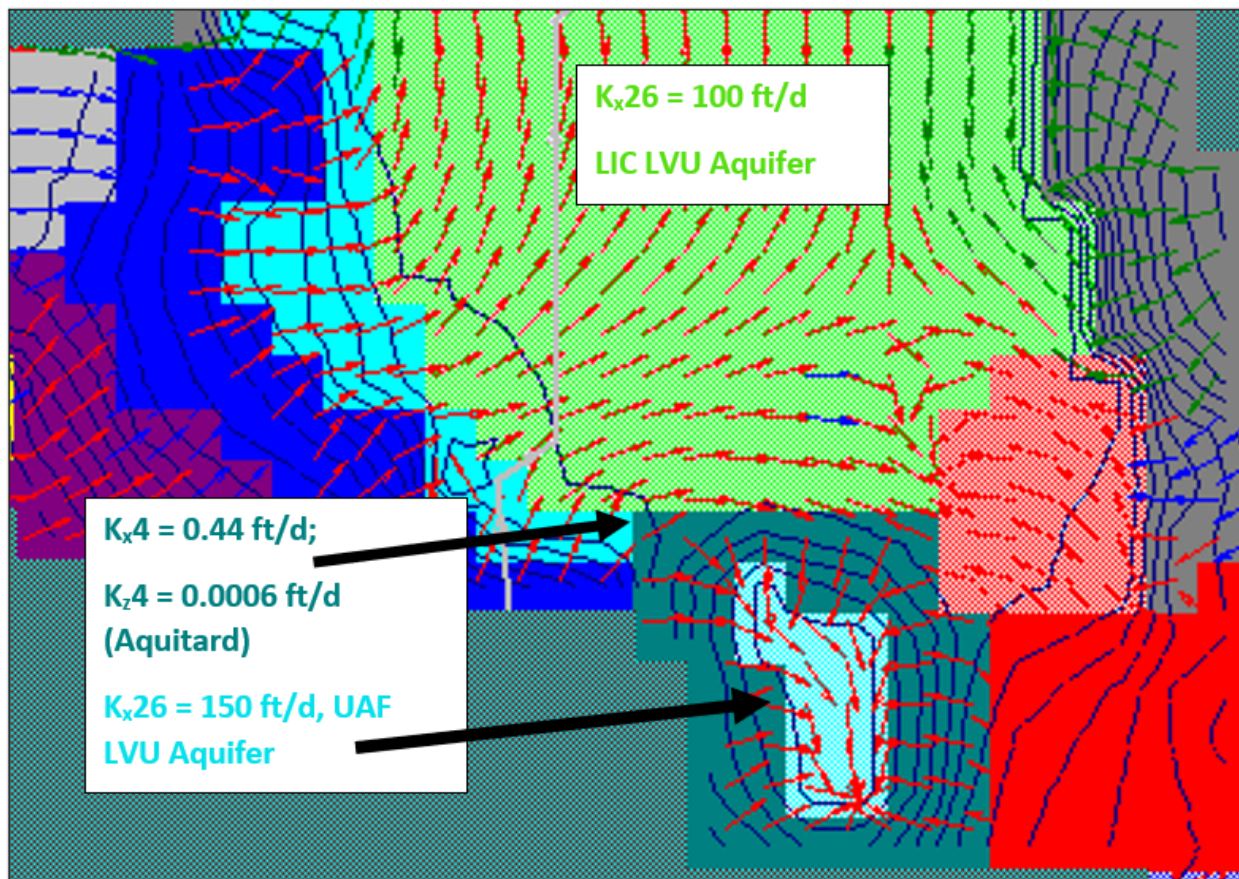 Kₓ26 = 100 ft/d
LIC LVU Aquifer
Kₓ4 = 0.44 ft/d;
K_z4 = 0.0006 ft/d
(Aquitard)
Kₓ26 = 150 ft/d, UAF
LVU Aquifer